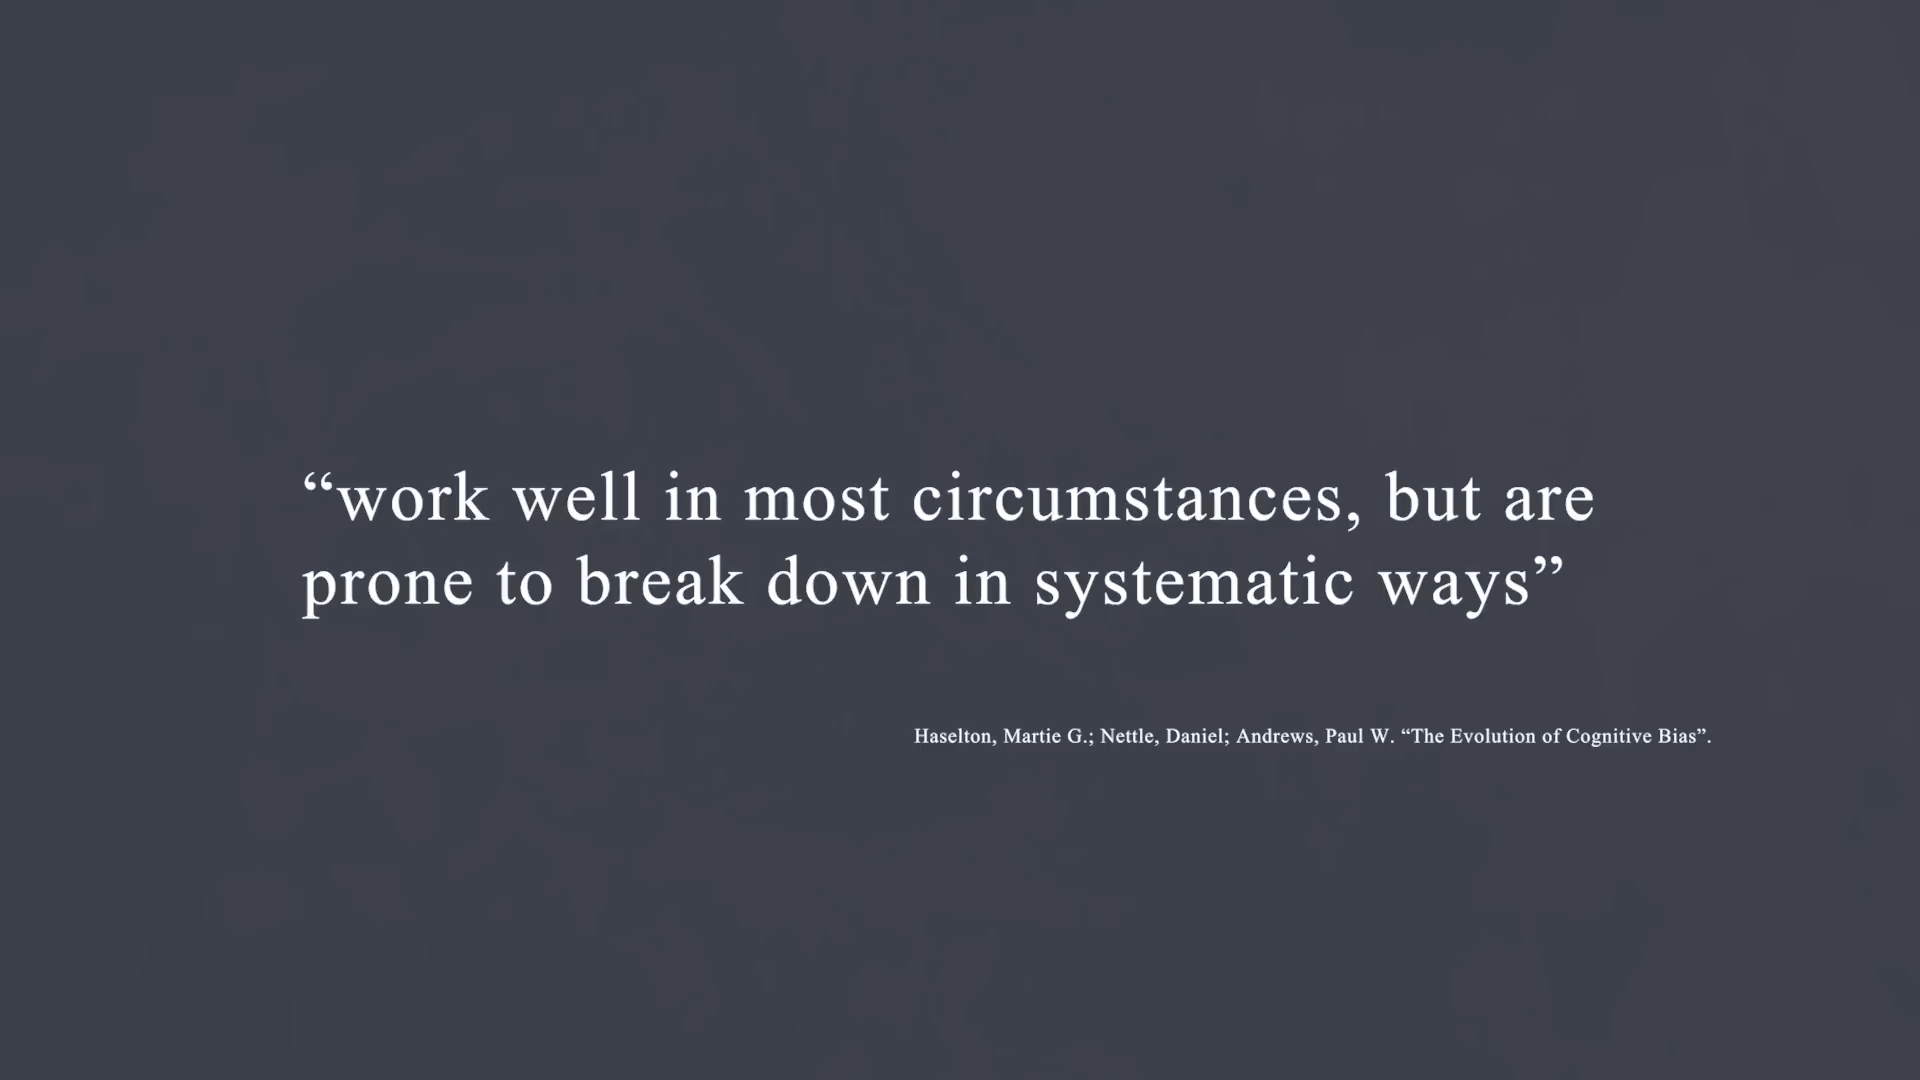 “work well in most circumstances, but are
prone to break down in systematic ways”
Haselton, Martie G.; Nettle, Daniel; Andrews, Paul W. “The Evolution of Cognitive Bias”.